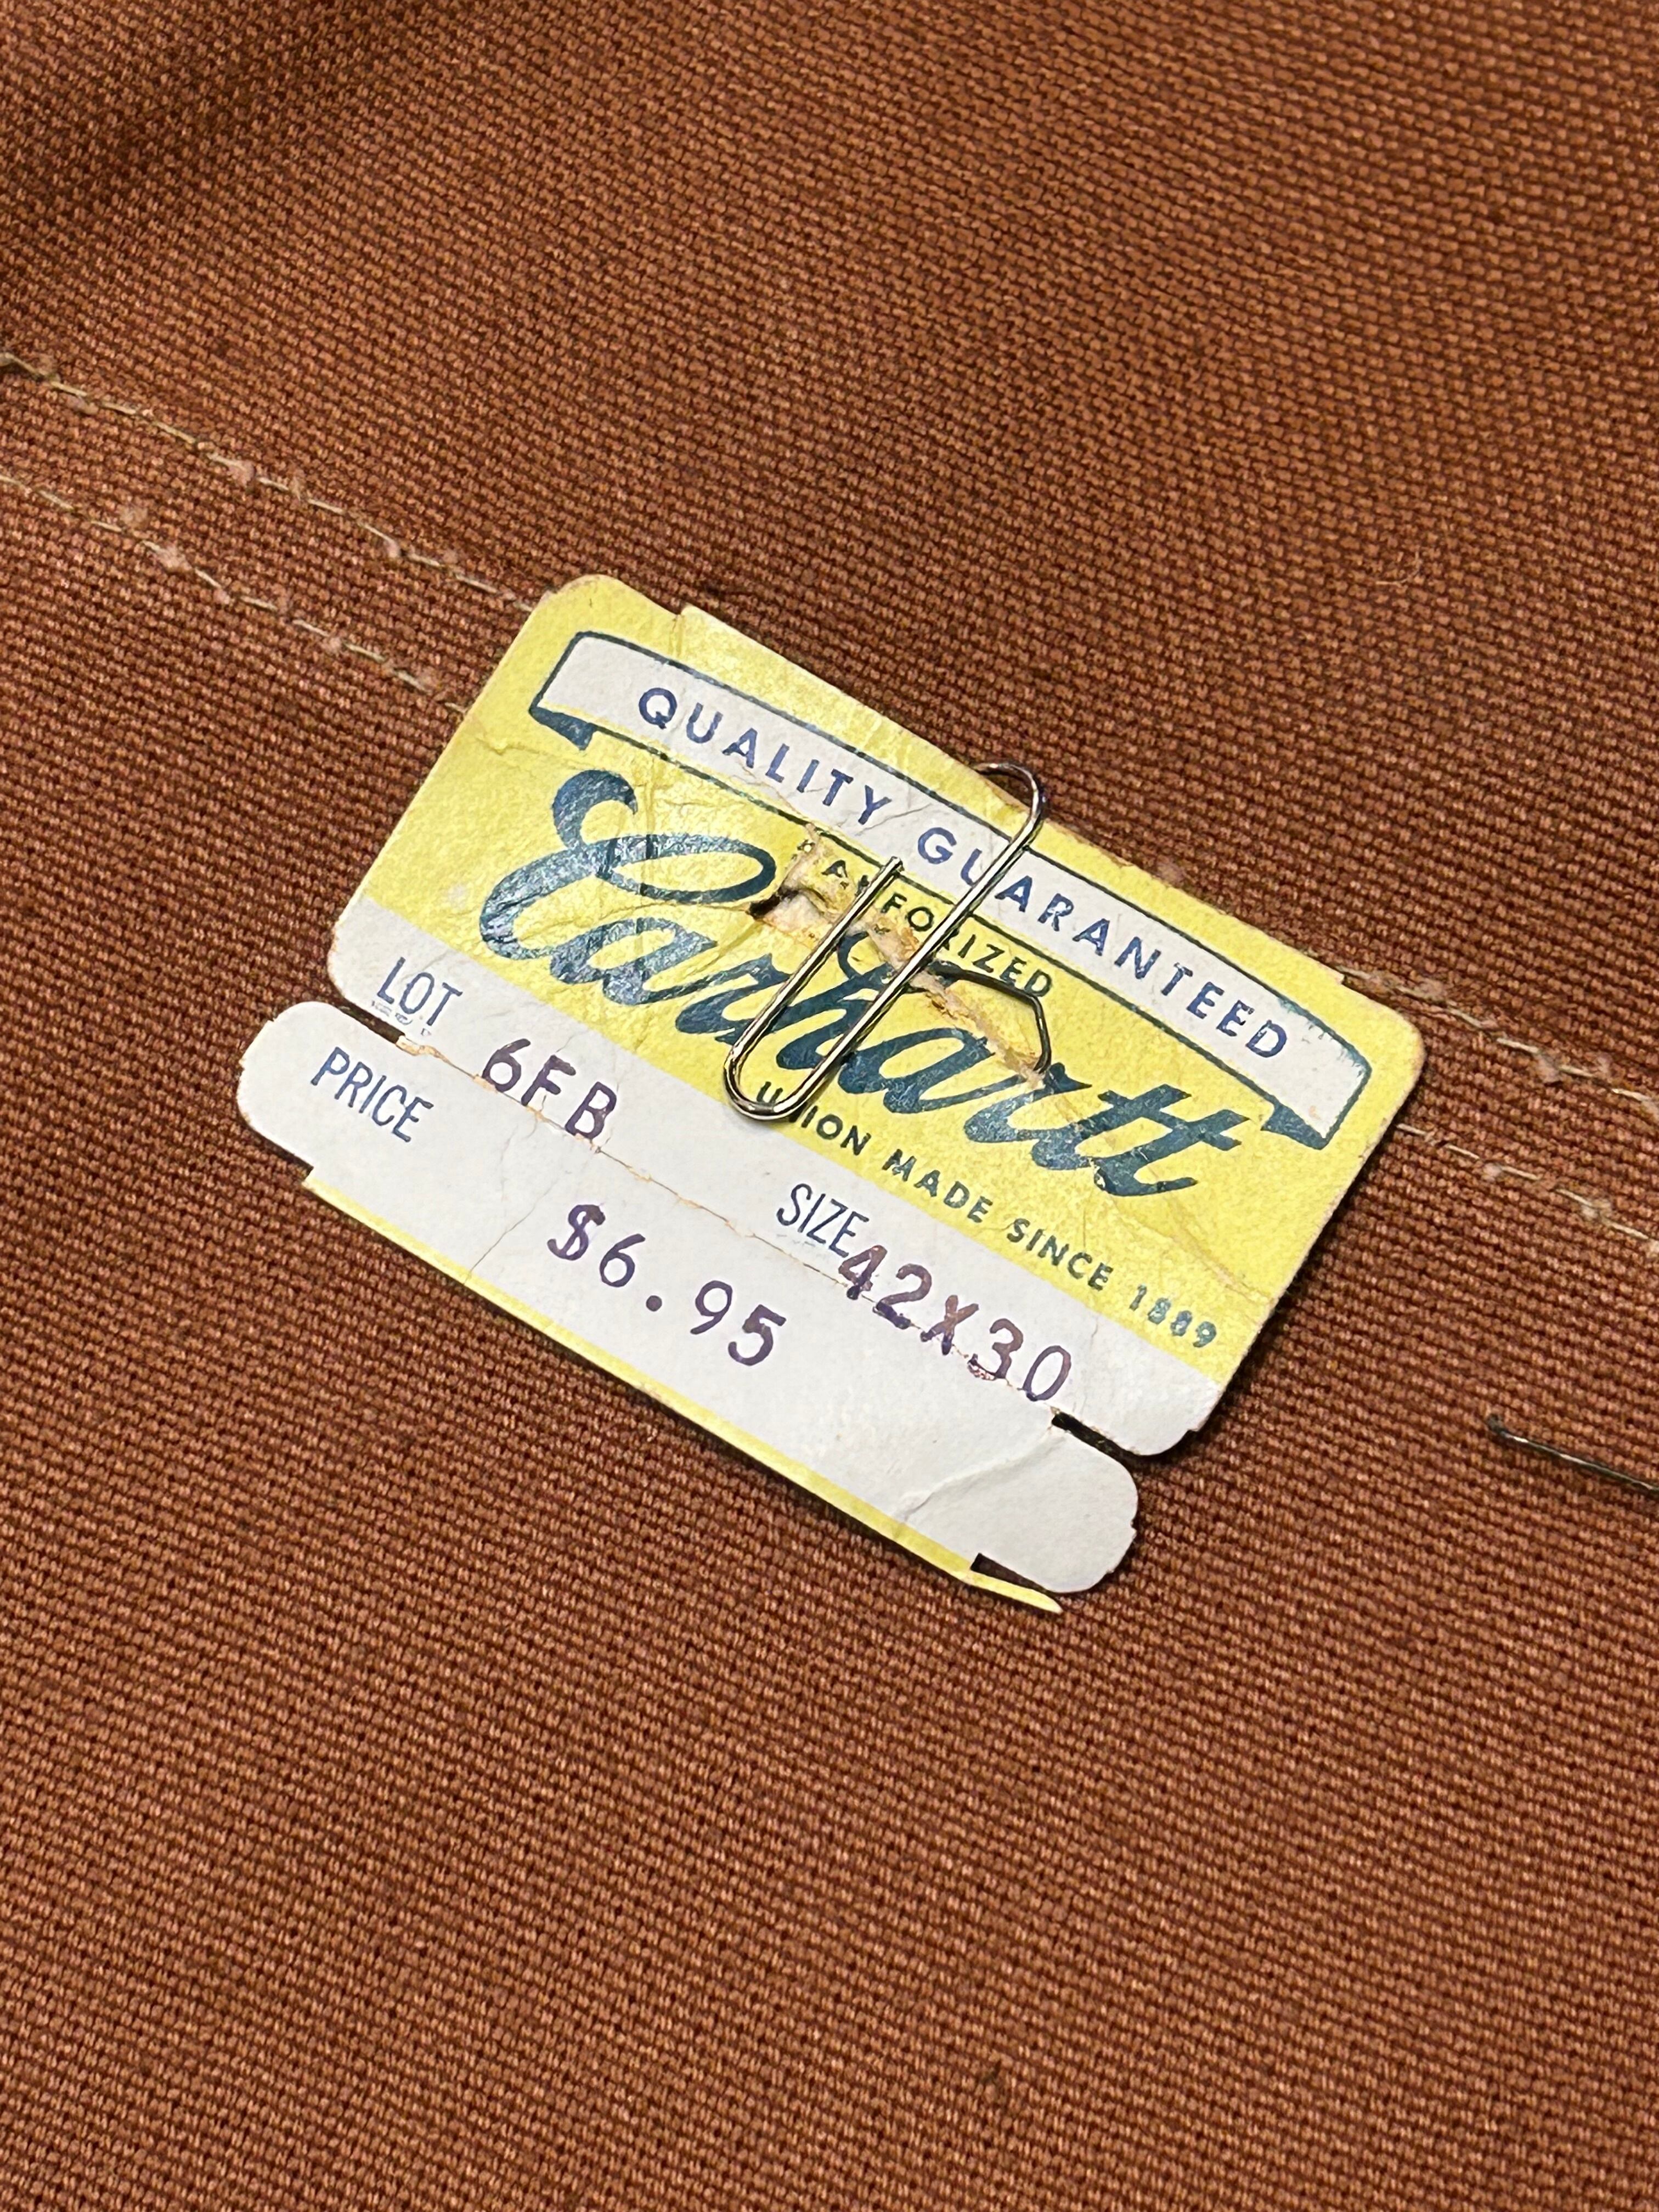 QUALITY GUARANTEED
SANFORIZED
Carhartt
UNION MADE SINCE 1889
LOT 6FB SIZE 42X30
PRICE $6.95